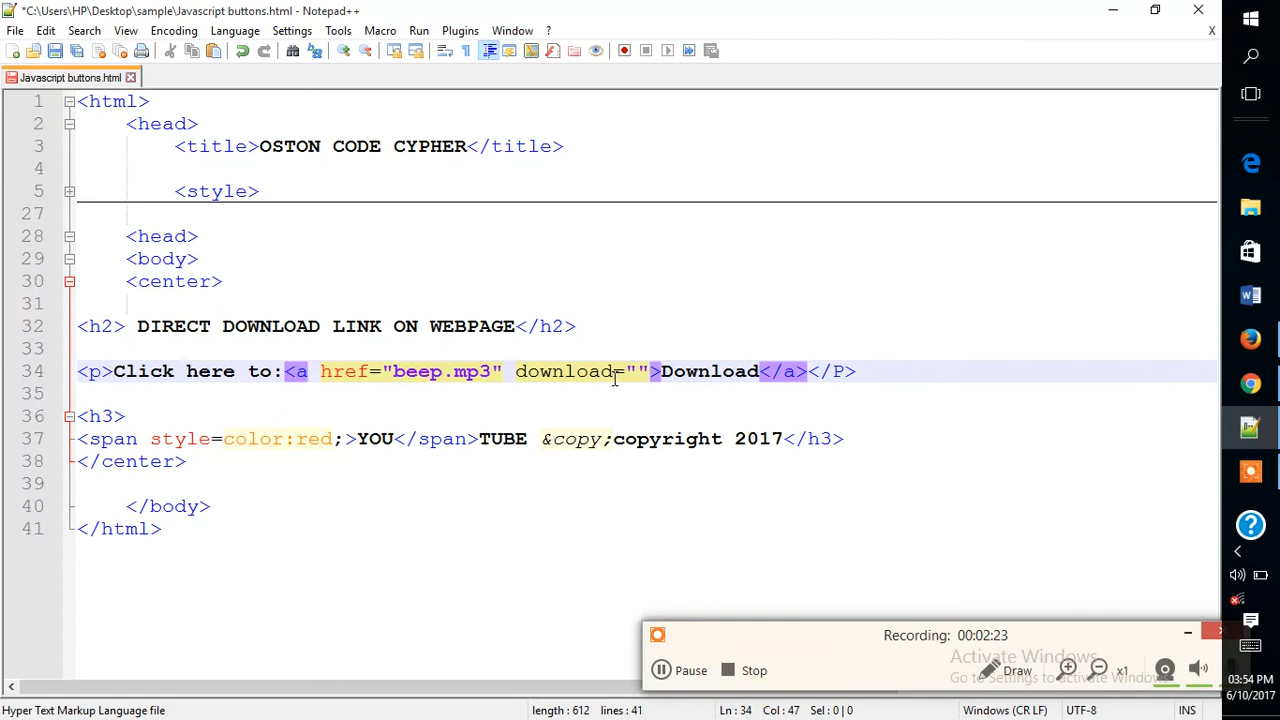 *C:\Users\HP\Desktop\sample\Javascript buttons.html - Notepad++
File Edit Search View Encoding Language Settings Tools Macro Run Plugins Window ?
X
Javascript buttons.html
1 <html>
2 <head>
3 <title>OSTON CODE CYPHER</title>
4
5 <style>
27
28 <head>
29 <body>
30 <center>
31
32 <h2> DIRECT DOWNLOAD LINK ON WEBPAGE</h2>
33
34 <p>Click here to:<a href="beep.mp3" download="">Download</a></P>
35
36 <h3>
37 <span style=color:red;>YOU</span>TUBE &copy;copyright 2017</h3>
38 </center>
39
40 </body>
41 </html>
Recording: 00:02:23
Activate Windows
Go to Settings to activate Windows.
Pause Stop Draw x1
03:54 PM
6/10/2017
Hyper Text Markup Language file length : 612 lines : 41 Ln : 34 Col : 47 Sel : 0 | 0 Windows (CR LF) UTF-8 INS